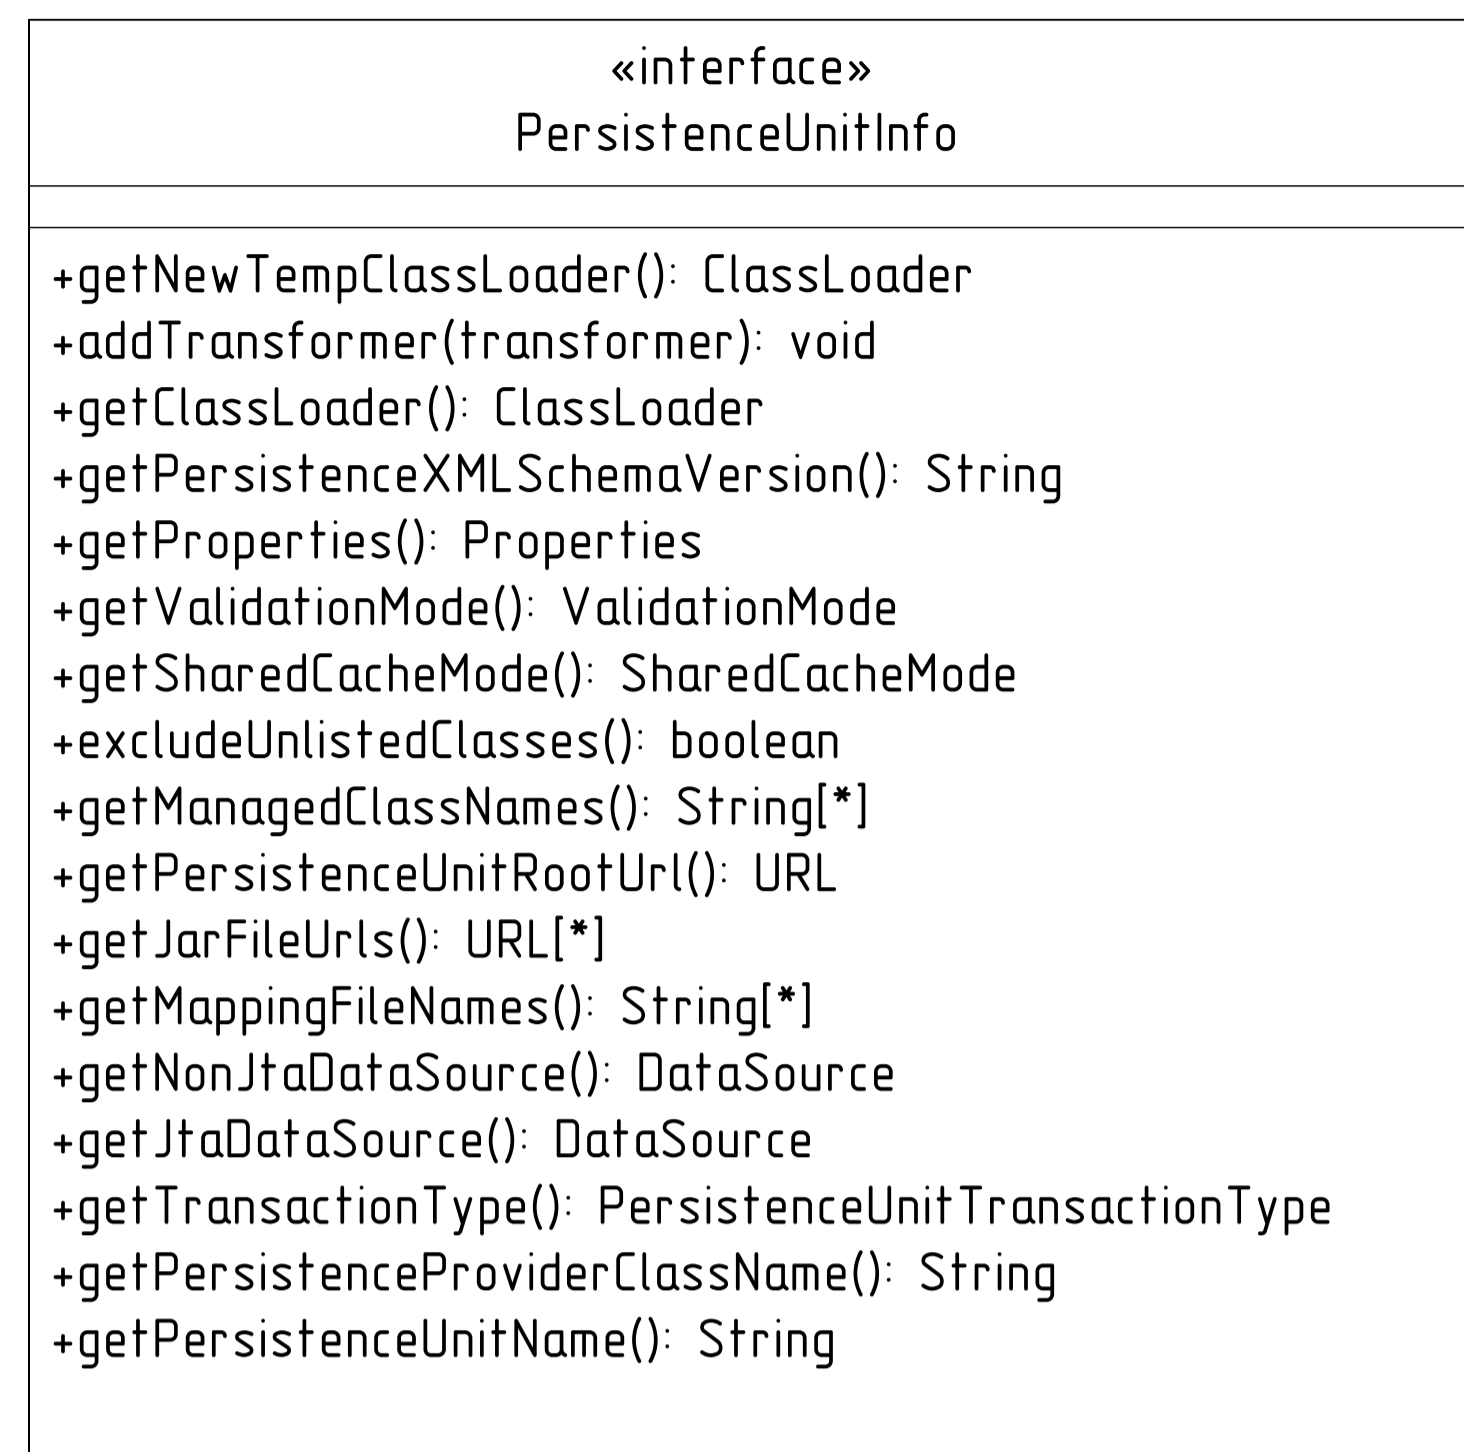 «interface»
PersistenceUnitInfo
+getNewTempClassLoader(): ClassLoader
+addTransformer(transformer): void
+getClassLoader(): ClassLoader
+getPersistenceXMLSchemaVersion(): String
+getProperties(): Properties
+getValidationMode(): ValidationMode
+getSharedCacheMode(): SharedCacheMode
+excludeUnlistedClasses(): boolean
+getManagedClassNames(): String[*]
+getPersistenceUnitRootUrl(): URL
+getJarFileUrls(): URL[*]
+getMappingFileNames(): String[*]
+getNonJtaDataSource(): DataSource
+getJtaDataSource(): DataSource
+getTransactionType(): PersistenceUnitTransactionType
+getPersistenceProviderClassName(): String
+getPersistenceUnitName(): String